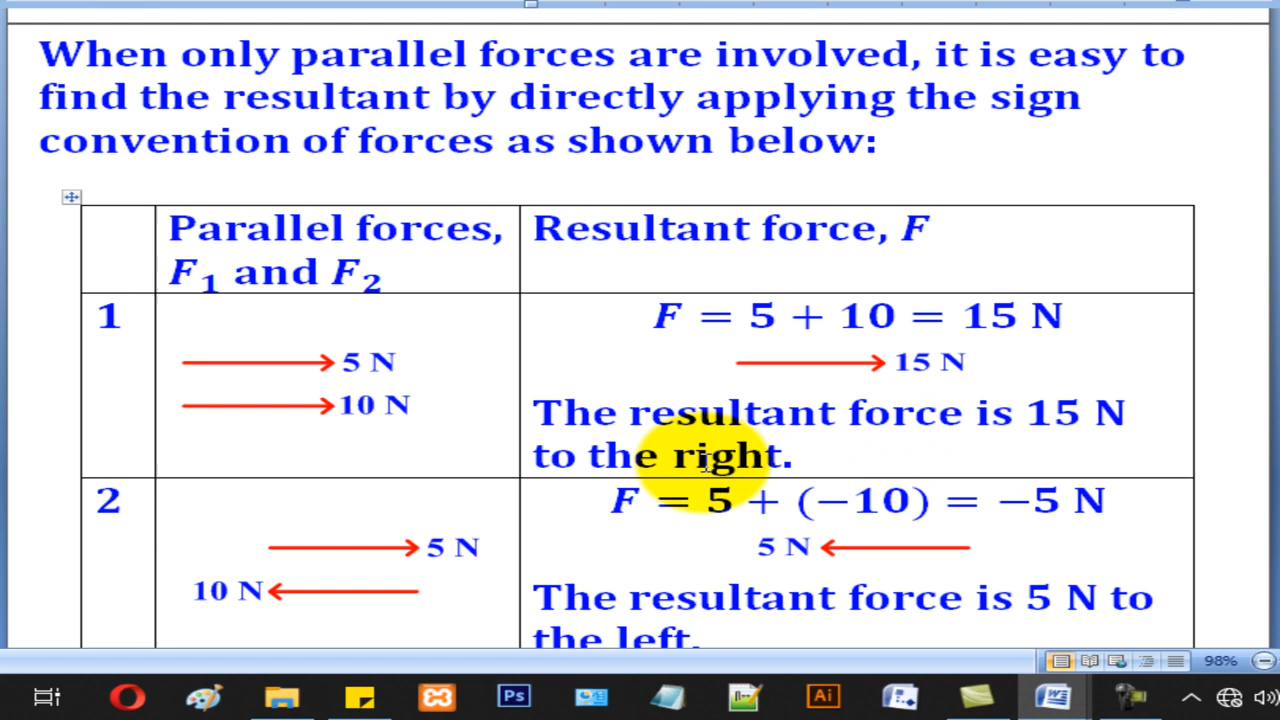 When only parallel forces are involved, it is easy to
find the resultant by directly applying the sign
convention of forces as shown below:
Parallel forces,
F₁ and F₂
Resultant force, F
1
5 N
10 N
F = 5 + 10 = 15 N
15 N
The resultant force is 15 N
to the right.
2
5 N
10 N
F = 5 + (−10) = −5 N
5 N
The resultant force is 5 N to
the left.
98%
Ps
Ai